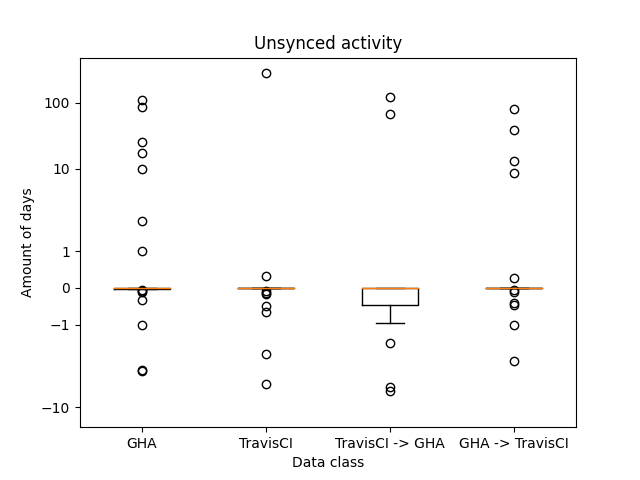 Unsynced activity
Amount of days
100
10
1
0
−1
−10
GHA
TravisCI
TravisCI -> GHA
GHA -> TravisCI
Data class